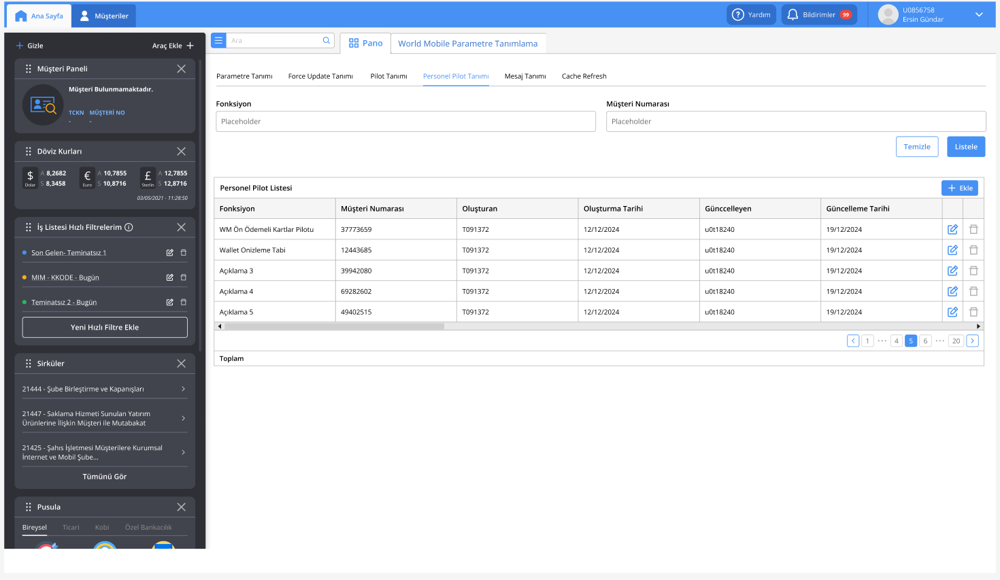 Ana Sayfa
Müşteriler
Yardım
Bildirimler 99
U0856758
Ersin Gündar
Gizle
Araç Ekle
Müşteri Paneli
Müşteri Bulunmamaktadır.
TCKN MÜŞTERİ NO
- -
Döviz Kurları
$ Dolar A 8,2682 S 8,3458
€ Euro A 10,7855 S 10,8716
£ Sterlin A 12,7855 S 12,8716
03/05/2021 - 11:28:50
İş Listesi Hızlı Filtrelerim
Son Gelen- Teminatsız 1
MIM - KKODE - Bugün
Teminatsız 2 - Bugün
Yeni Hızlı Filtre Ekle
Sirküler
21444 - Şube Birleştirme ve Kapanışları
21447 - Saklama Hizmeti Sunulan Yatırım
Ürünlerine İlişkin Müşteri ile Mutabakat
21425 - Şahıs İşletmesi Müşterilere Kurumsal
İnternet ve Mobil Şube...
Tümünü Gör
Pusula
Bireysel Ticari Kobi Özel Bankacılık
Ara
Pano
World Mobile Parametre Tanımlama
Parametre Tanımı Force Update Tanımı Pilot Tanımı Personel Pilot Tanımı Mesaj Tanımı Cache Refresh
Fonksiyon
Placeholder
Müşteri Numarası
Placeholder
Temizle
Listele
Personel Pilot Listesi
+ Ekle
Fonksiyon Müşteri Numarası Oluşturan Oluşturma Tarihi Günccelleyen Güncelleme Tarihi
WM Ön Ödemeli Kartlar Pilotu 37773659 T091372 12/12/2024 u0t18240 19/12/2024
Wallet Onizleme Tabi 12443685 T091372 12/12/2024 u0t18240 19/12/2024
Açıklama 3 39942080 T091372 12/12/2024 u0t18240 19/12/2024
Açıklama 4 69282602 T091372 12/12/2024 u0t18240 19/12/2024
Açıklama 5 49402515 T091372 12/12/2024 u0t18240 19/12/2024
1 ··· 4 5 6 ··· 20
Toplam